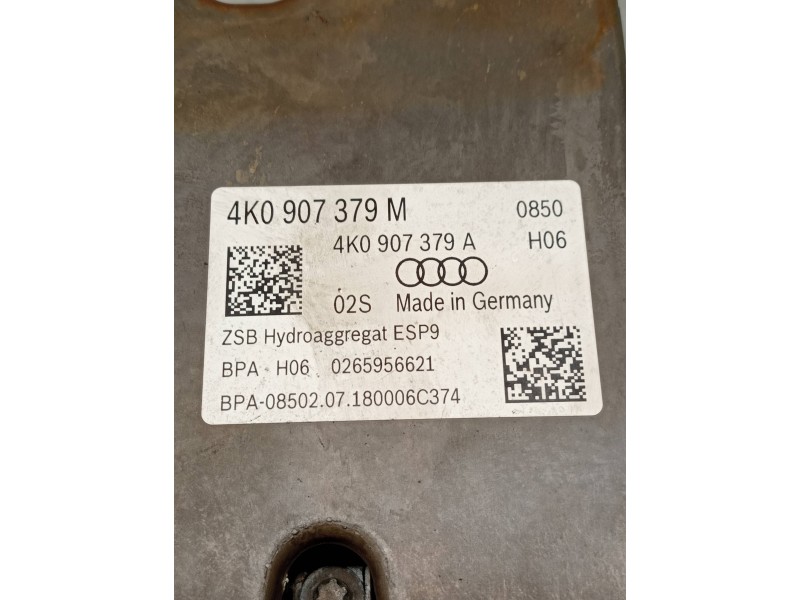 4K0 907 379 M 0850
4K0 907 379 A H06
02S Made in Germany
ZSB Hydroaggregat ESP9
BPA H06 0265956621
BPA-08502.07.180006C374